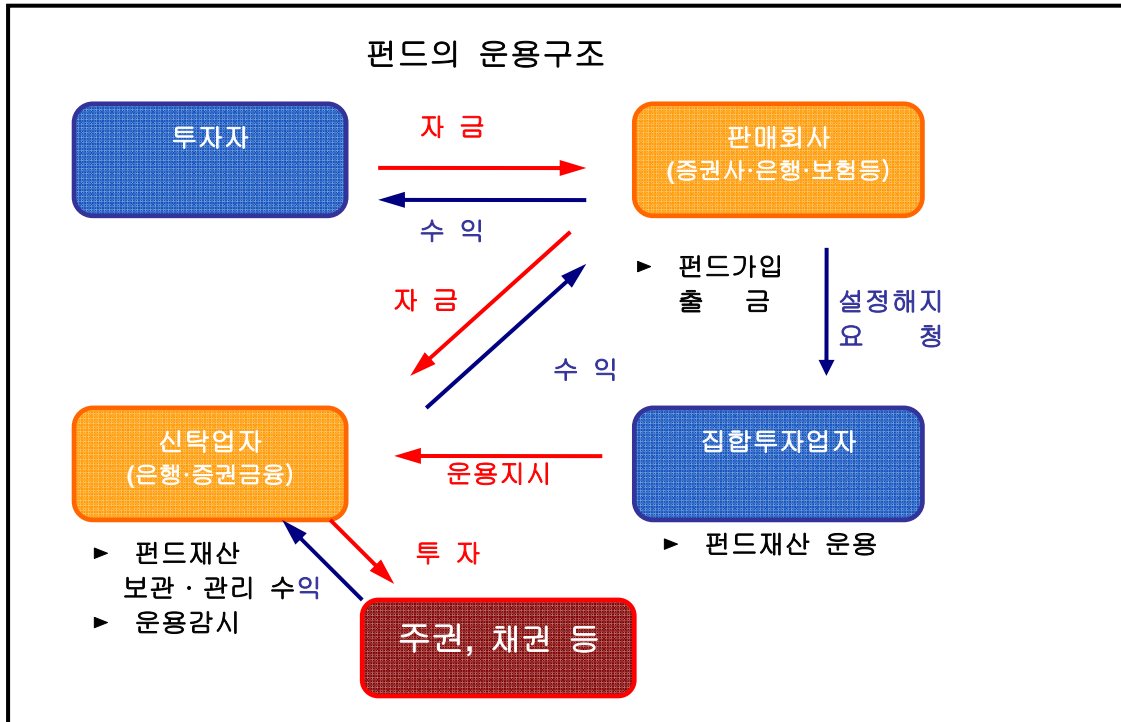 펀드의 운용구조
투자자
자 금
판매회사
(증권사·은행·보험등)
수 익
자 금
► 펀드가입
출 금
설정해지
요 청
수 익
신탁업자
(은행·증권금융)
운용지시
집합투자업자
► 펀드재산
보관·관리 수익
► 운용감시
투 자
► 펀드재산 운용
주권, 채권 등